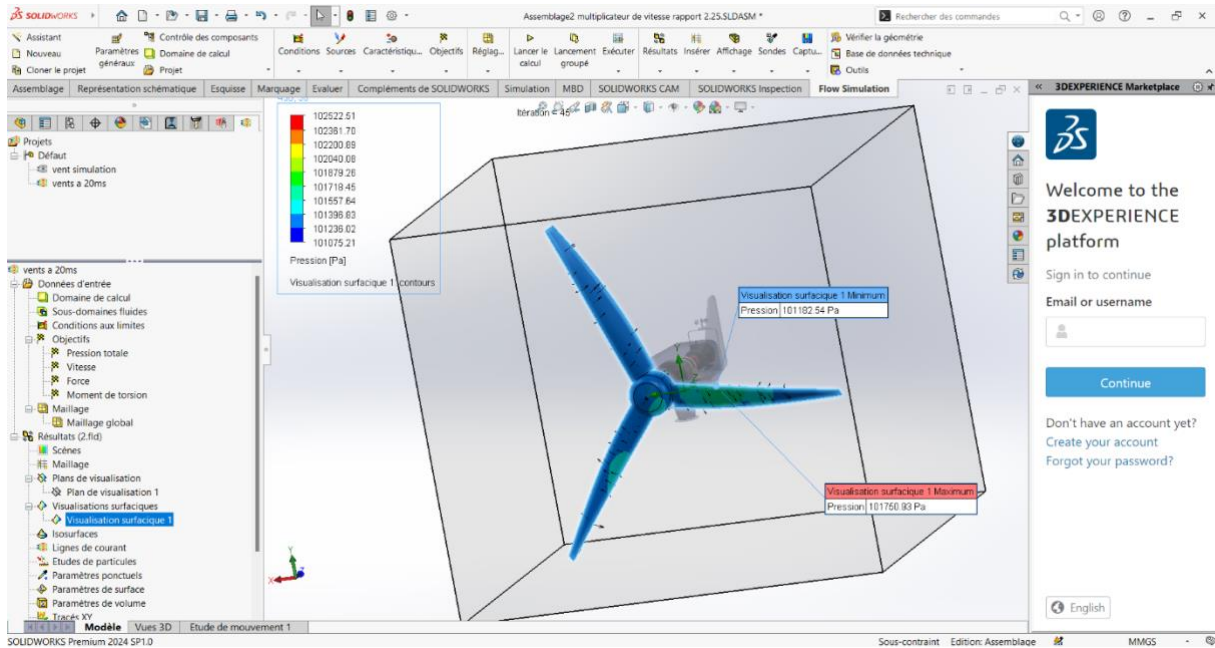 SOLIDWORKS
Assemblage2 multiplicateur de vitesse rapport 2.25.SLDASM *
Rechercher des commandes
Assistant
Nouveau
Cloner le projet
Paramètres généraux
Contrôle des composants
Domaine de calcul
Projet
Conditions
Sources
Caractéristiqu...
Objectifs
Réglag...
Lancer le calcul
Lancement groupé
Exécuter
Résultats
Insérer
Affichage
Sondes
Captu...
Vérifier la géométrie
Base de données technique
Outils
Assemblage
Représentation schématique
Esquisse
Marquage
Evaluer
Compléments de SOLIDWORKS
Simulation
MBD
SOLIDWORKS CAM
SOLIDWORKS Inspection
Flow Simulation
3DEXPERIENCE Marketplace
Projets
Défaut
vent simulation
vents a 20ms
vents a 20ms
Données d'entrée
Domaine de calcul
Sous-domaines fluides
Conditions aux limites
Objectifs
Pression totale
Vitesse
Force
Moment de torsion
Maillage
Maillage global
Résultats (2.fld)
Scènes
Maillage
Plans de visualisation
Plan de visualisation 1
Visualisations surfaciques
Visualisation surfacique 1
Isosurfaces
Lignes de courant
Etudes de particules
Paramètres ponctuels
Paramètres de surface
Paramètres de volume
Tracés XY
Itération = 45
102522.51
102361.70
102200.89
102040.08
101879.26
101718.45
101557.64
101396.83
101236.02
101075.21
Pression [Pa]
Visualisation surfacique 1: contours
Visualisation surfacique 1 Minimum
Pression 101182.54 Pa
Visualisation surfacique 1 Maximum
Pression 101750.93 Pa
Y
X
Z
Welcome to the
3DEXPERIENCE
platform
Sign in to continue
Email or username
Continue
Don't have an account yet?
Create your account
Forgot your password?
English
Modèle
Vues 3D
Etude de mouvement 1
SOLIDWORKS Premium 2024 SP1.0
Sous-contraint
Edition: Assemblage
MMGS